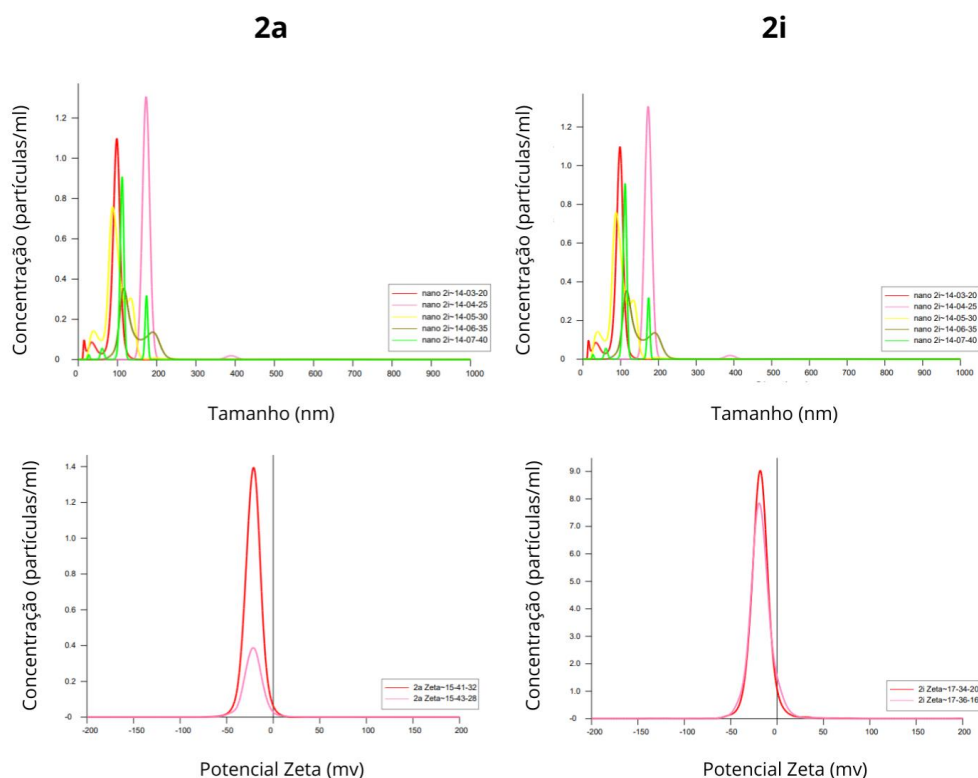 2a
2i
Concentração (partículas/ml)
1.2
1.0
0.8
0.6
0.4
0.2
0
0 100 200 300 400 500 600 700 800 900 1000
nano 2i~14-03-20
nano 2i~14-04-25
nano 2i~14-05-30
nano 2i~14-06-35
nano 2i~14-07-40
Tamanho (nm)
Concentração (partículas/ml)
1.2
1.0
0.8
0.6
0.4
0.2
0
0 100 200 300 400 500 600 700 800 900 1000
nano 2i~14-03-20
nano 2i~14-04-25
nano 2i~14-05-30
nano 2i~14-06-35
nano 2i~14-07-40
Tamanho (nm)
Concentração (partículas/ml)
1.4
1.2
1.0
0.8
0.6
0.4
0.2
-0
-200 -150 -100 -50 0 50 100 150 200
2a Zeta~15-41-32
2a Zeta~15-43-28
Potencial Zeta (mv)
Concentração (partículas/ml)
9.0
8.0
7.0
6.0
5.0
4.0
3.0
2.0
1.0
-0
-200 -150 -100 -50 0 50 100 150 200
2i Zeta~17-34-20
2i Zeta~17-36-16
Potencial Zeta (mv)